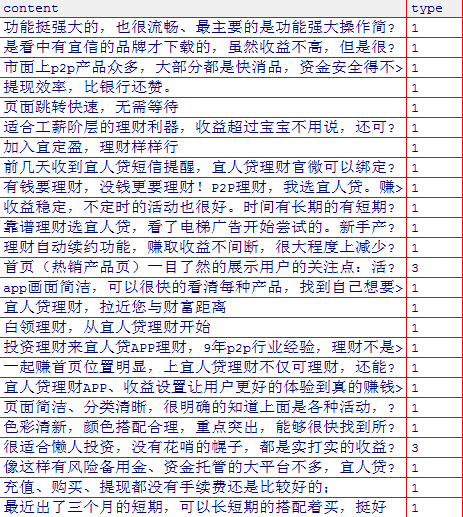 content type
功能挺强大的，也很流畅、最主要的是功能强大操作简? 1
是看中有宜信的品牌才下载的，虽然收益不高，但是很? 1
市面上p2p产品众多，大部分都是快消品，资金安全得不> 1
提现效率，比银行还赞。 1
页面跳转快速，无需等待 1
适合工薪阶层的理财利器，收益超过宝宝不用说，还可? 1
加入宜定盈，理财样样行 1
前几天收到宜人贷短信提醒，宜人贷理财官微可以绑定? 1
有钱要理财，没钱更要理财！P2P理财，我选宜人贷。赚> 1
收益稳定，不定时的活动也很好。时间有长期的有短期? 1
靠谱理财选宜人贷，看了电梯广告开始尝试的。新手产? 1
理财自动续约功能，赚取收益不间断，很大程度上减少? 1
首页（热销产品页）一目了然的展示用户的关注点：活? 3
app画面简洁，可以很快的看清每种产品，找到自己想要> 1
宜人贷理财，拉近您与财富距离 1
白领理财，从宜人贷理财开始 1
投资理财来宜人贷APP理财，9年p2p行业经验，理财不是> 1
一起赚首页位置明显，上宜人贷理财不仅可理财，还能? 1
宜人贷理财APP、收益设置让用户更好的体验到真的赚钱> 1
页面简洁、分类清晰，很明确的知道上面是各种活动，? 1
色彩清新，颜色搭配合理，重点突出，能够很快找到所? 1
很适合懒人投资，没有花哨的幌子，都是实打实的收益? 3
像这样有风险备用金、资金托管的大平台不多，宜人贷? 1
充值、购买、提现都没有手续费还是比较好的； 1
最近出了三个月的短期，可以长短期的搭配着买，挺好 1